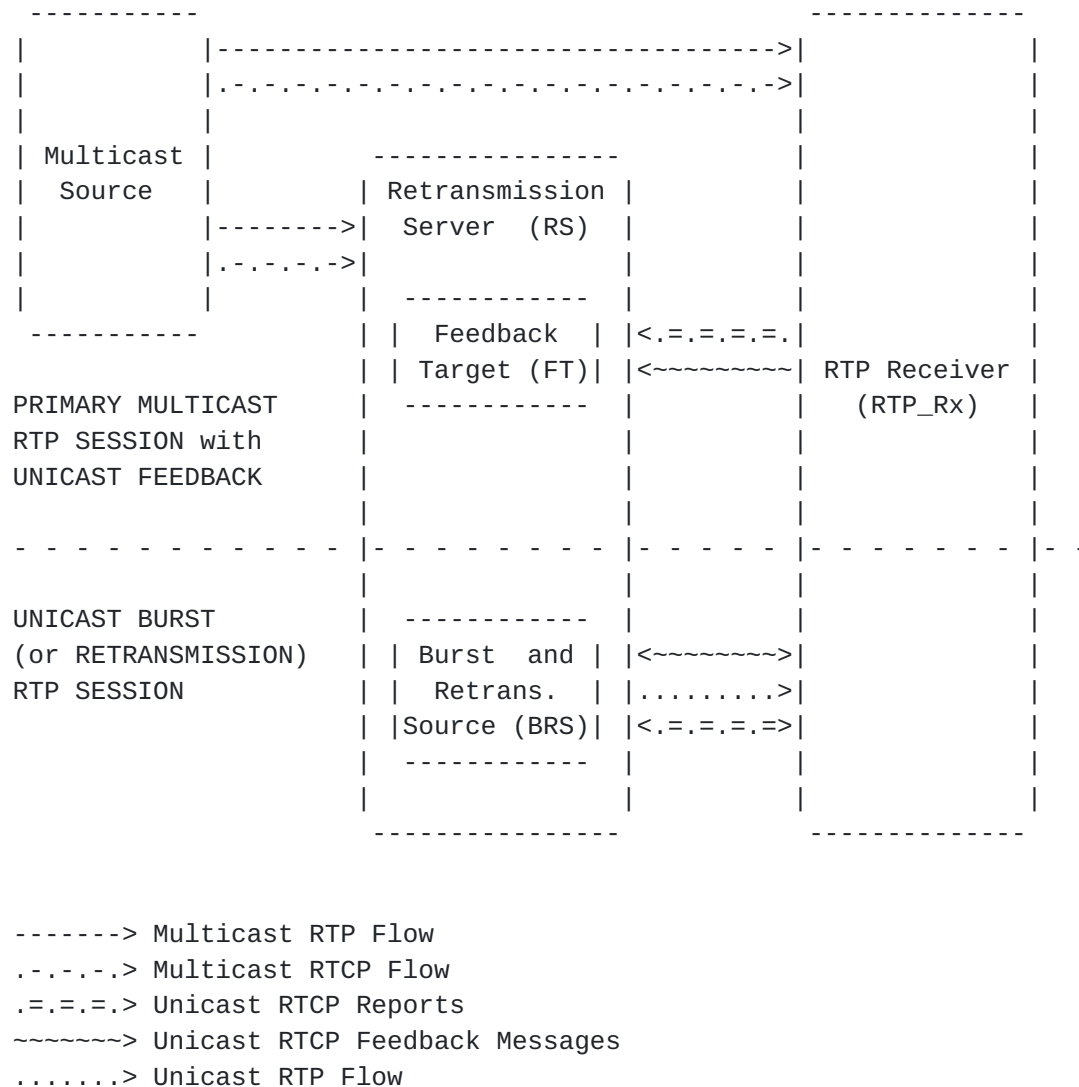 -----------                                       --------------
|           |------------------------------------>|              |
|           |.-.-.-.-.-.-.-.-.-.-.-.-.-.-.-.-.-.->|              |
|           |                                     |              |
| Multicast |          ----------------           |              |
|  Source   |         | Retransmission |          |              |
|           |-------->|  Server  (RS)  |          |              |
|           |.-.-.-.->|                |          |              |
|           |         |  ------------  |          |              |
 -----------          | |  Feedback  | |<.=.=.=.=.|              |
                      | | Target (FT)| |<~~~~~~~~~| RTP Receiver |
PRIMARY MULTICAST     |  ------------  |          |   (RTP_Rx)   |
RTP SESSION with      |                |          |              |
UNICAST FEEDBACK      |                |          |              |
                      |                |          |              |
- - - - - - - - - - - |- - - - - - - - |- - - - - |- - - - - - - |- -
                      |                |          |              |
UNICAST BURST         |  ------------  |          |              |
(or RETRANSMISSION)   | | Burst  and | |<~~~~~~~~>|              |
RTP SESSION           | |  Retrans.  | |.........>|              |
                      | |Source (BRS)| |<.=.=.=.=>|              |
                      |  ------------  |          |              |
                      |                |          |              |
                       ----------------            --------------

-------> Multicast RTP Flow
.-.-.-.> Multicast RTCP Flow
.=.=.=.> Unicast RTCP Reports
~~~~~~~> Unicast RTCP Feedback Messages
.......> Unicast RTP Flow